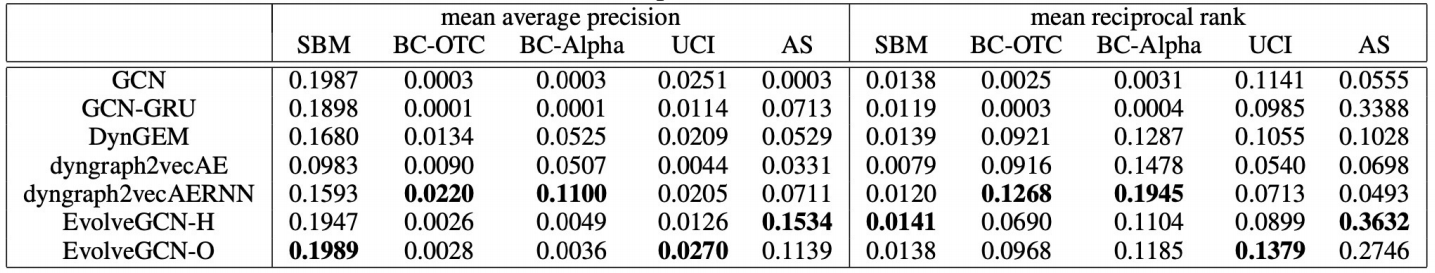 mean average precision mean reciprocal rank
SBM BC-OTC BC-Alpha UCI AS SBM BC-OTC BC-Alpha UCI AS
GCN 0.1987 0.0003 0.0003 0.0251 0.0003 0.0138 0.0025 0.0031 0.1141 0.0555
GCN-GRU 0.1898 0.0001 0.0001 0.0114 0.0713 0.0119 0.0003 0.0004 0.0985 0.3388
DynGEM 0.1680 0.0134 0.0525 0.0209 0.0529 0.0139 0.0921 0.1287 0.1055 0.1028
dyngraph2vecAE 0.0983 0.0090 0.0507 0.0044 0.0331 0.0079 0.0916 0.1478 0.0540 0.0698
dyngraph2vecAERNN 0.1593 0.0220 0.1100 0.0205 0.0711 0.0120 0.1268 0.1945 0.0713 0.0493
EvolveGCN-H 0.1947 0.0026 0.0049 0.0126 0.1534 0.0141 0.0690 0.1104 0.0899 0.3632
EvolveGCN-O 0.1989 0.0028 0.0036 0.0270 0.1139 0.0138 0.0968 0.1185 0.1379 0.2746